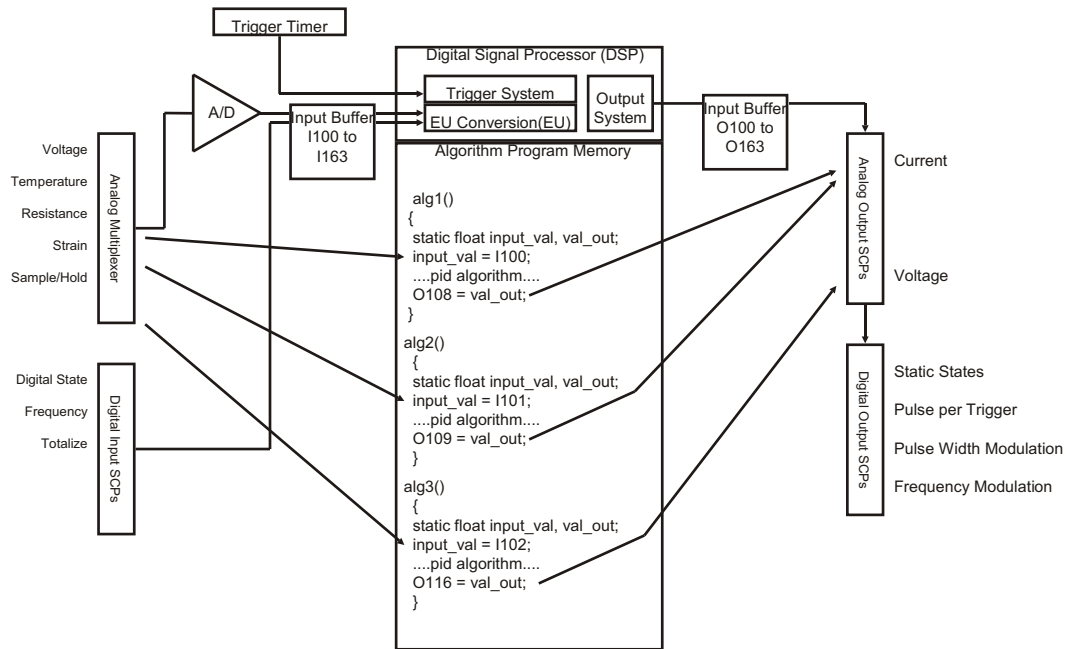 Trigger Timer
Digital Signal Processor (DSP)
Trigger System
EU Conversion(EU)
Output
System
A/D
Input Buffer
I100 to
I163
Input Buffer
O100 to
O163
Algorithm Program Memory
Voltage
Temperature
Resistance
Strain
Sample/Hold
Analog Multiplexer
Digital State
Frequency
Totalize
Digital Input SCPs
alg1()
{
static float input_val, val_out;
input_val = I100;
....pid algorithm....
O108 = val_out;
}
alg2()
{
static float input_val, val_out;
input_val = I101;
....pid algorithm....
O109 = val_out;
}
alg3()
{
static float input_val, val_out;
input_val = I102;
....pid algorithm....
O116 = val_out;
}
Analog Output SCPs
Current
Voltage
Digital Output SCPs
Static States
Pulse per Trigger
Pulse Width Modulation
Frequency Modulation